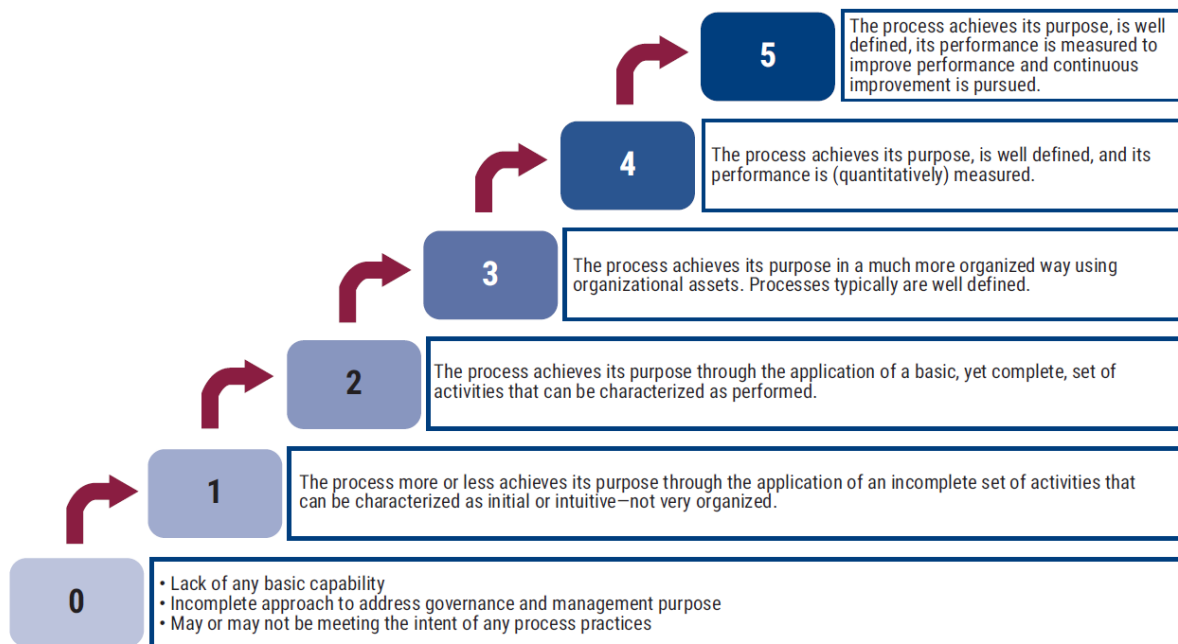 5
The process achieves its purpose, is well
defined, its performance is measured to
improve performance and continuous
improvement is pursued.
4
The process achieves its purpose, is well defined, and its
performance is (quantitatively) measured.
3
The process achieves its purpose in a much more organized way using
organizational assets. Processes typically are well defined.
2
The process achieves its purpose through the application of a basic, yet complete, set of
activities that can be characterized as performed.
1
The process more or less achieves its purpose through the application of an incomplete set of activities that
can be characterized as initial or intuitive—not very organized.
0
• Lack of any basic capability
• Incomplete approach to address governance and management purpose
• May or may not be meeting the intent of any process practices